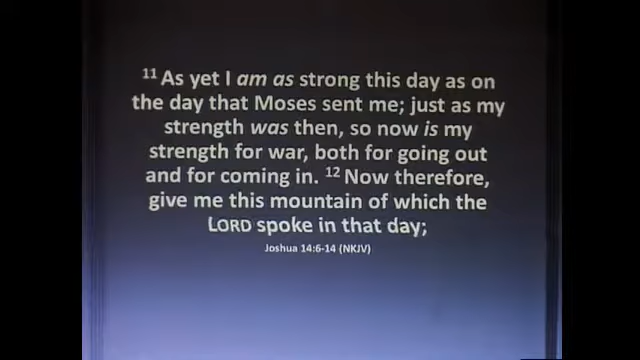 11 As yet I am as strong this day as on
the day that Moses sent me; just as my
strength was then, so now is my
strength for war, both for going out
and for coming in. 12 Now therefore,
give me this mountain of which the
LORD spoke in that day;
Joshua 14:6-14 (NKJV)